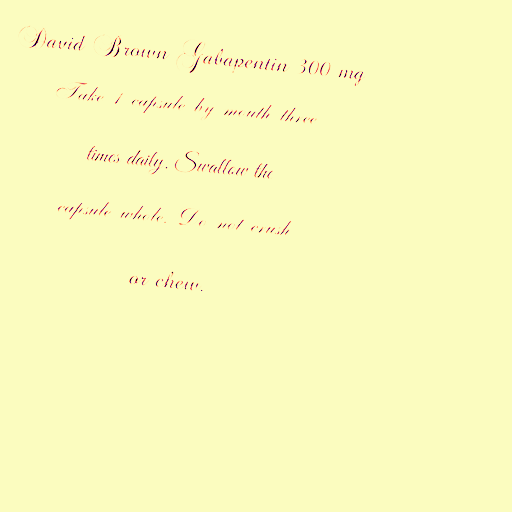 David Brown Gabapentin 300 mg
Take 1 capsule by mouth three
times daily. Swallow the
capsule whole. Do not crush
or chew.